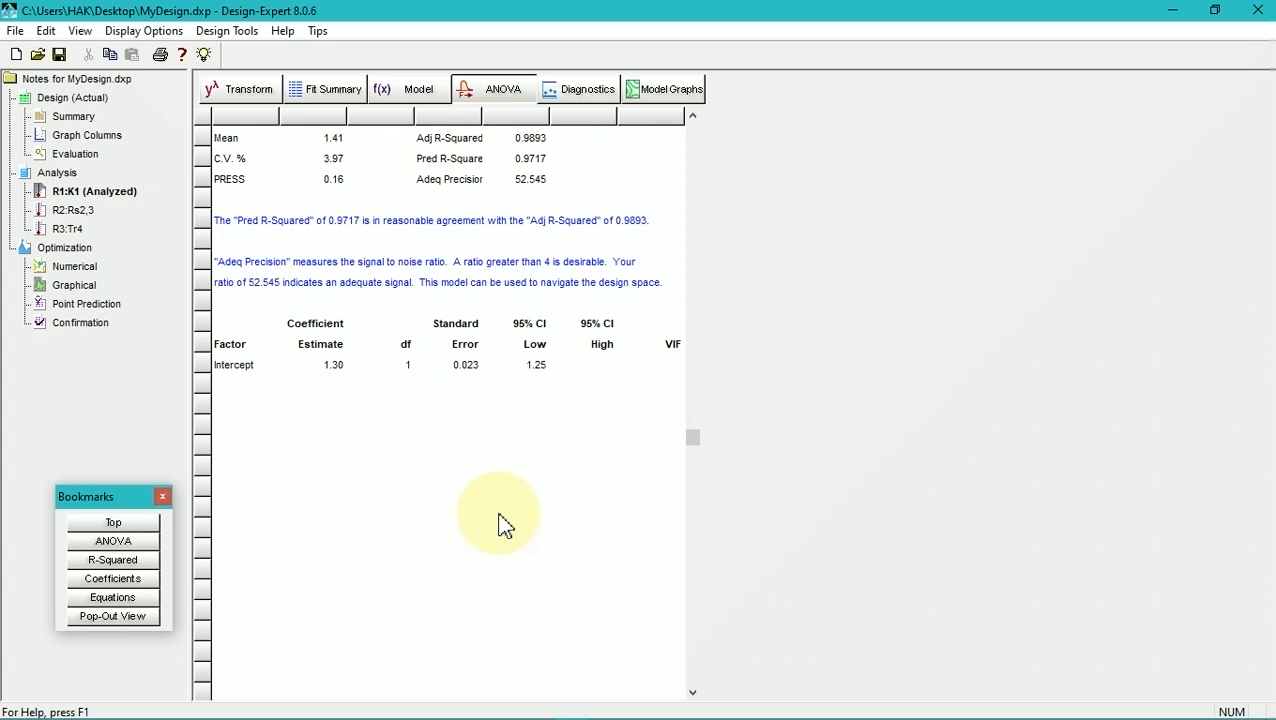 C:\Users\HAK\Desktop\MyDesign.dxp - Design-Expert 8.0.6
File Edit View Display Options Design Tools Help Tips
Notes for MyDesign.dxp
Design (Actual)
Summary
Graph Columns
Evaluation
Analysis
R1:K1 (Analyzed)
R2:Rs2,3
R3:Tr4
Optimization
Numerical
Graphical
Point Prediction
Confirmation
Bookmarks
Top
ANOVA
R-Squared
Coefficients
Equations
Pop-Out View
yλ Transform Fit Summary f(x) Model ANOVA Diagnostics Model Graphs
Mean 1.41 Adj R-Squared 0.9893
C.V. % 3.97 Pred R-Square 0.9717
PRESS 0.16 Adeq Precisior 52.545
The "Pred R-Squared" of 0.9717 is in reasonable agreement with the "Adj R-Squared" of 0.9893.
"Adeq Precision" measures the signal to noise ratio. A ratio greater than 4 is desirable. Your
ratio of 52.545 indicates an adequate signal. This model can be used to navigate the design space.
Coefficient Standard 95% CI 95% CI
Factor Estimate df Error Low High VIF
Intercept 1.30 1 0.023 1.25
For Help, press F1 NUM